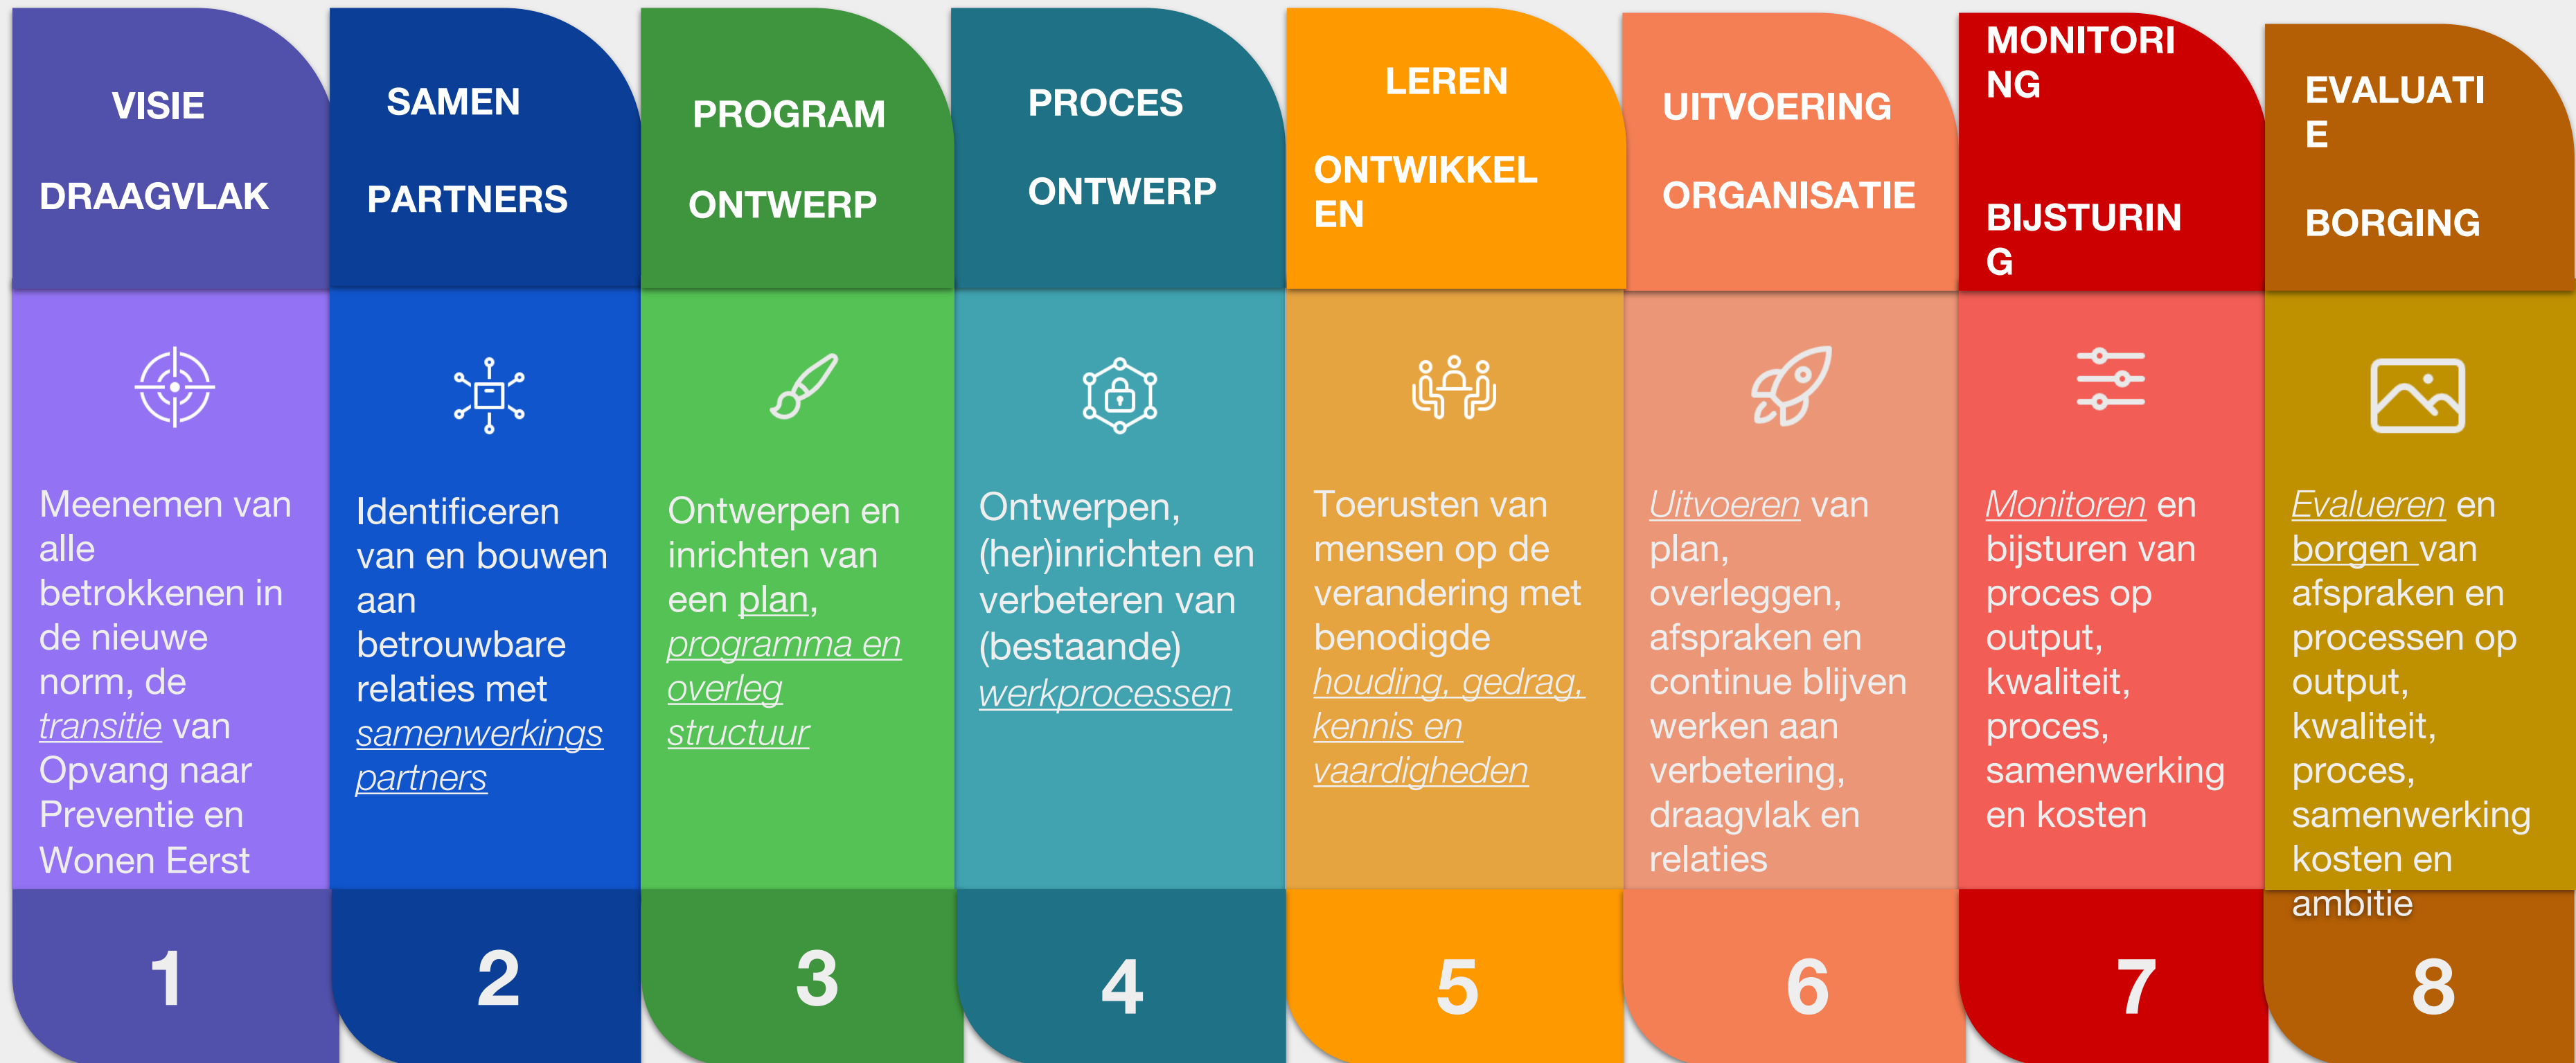 VISIE
DRAAGVLAK
Meenemen van
alle
betrokkenen in
de nieuwe
norm, de
transitie van
Opvang naar
Preventie en
Wonen Eerst
1
SAMEN
PARTNERS
Identificeren
van en bouwen
aan
betrouwbare
relaties met
samenwerkings
partners
2
PROGRAM
ONTWERP
Ontwerpen en
inrichten van
een plan,
programma en
overleg
structuur
3
PROCES
ONTWERP
Ontwerpen,
(her)inrichten en
verbeteren van
(bestaande)
werkprocessen
4
LEREN
ONTWIKKEL
EN
Toerusten van
mensen op de
verandering met
benodigde
houding, gedrag,
kennis en
vaardigheden
5
UITVOERING
ORGANISATIE
Uitvoeren van
plan,
overleggen,
afspraken en
continue blijven
werken aan
verbetering,
draagvlak en
relaties
6
MONITORI
NG
BIJSTURIN
G
Monitoren en
bijsturen van
proces op
output,
kwaliteit,
proces,
samenwerking
en kosten
7
EVALUATI
E
BORGING
Evalueren en
borgen van
afspraken en
processen op
output,
kwaliteit,
proces,
samenwerking
kosten en
ambitie
8